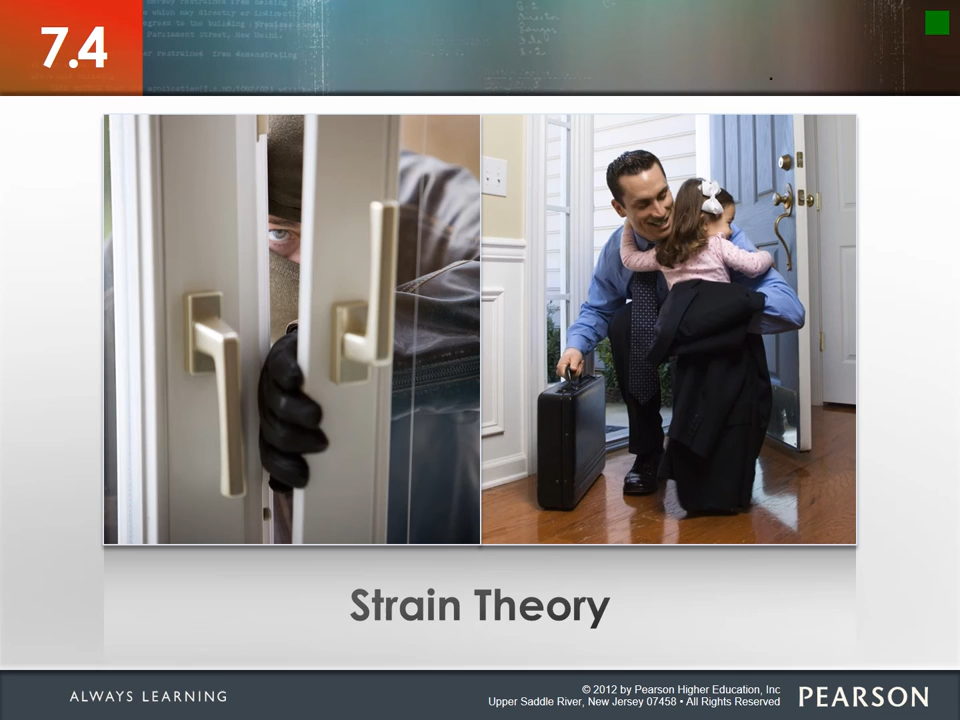 7.4
Strain Theory
ALWAYS LEARNING
© 2012 by Pearson Higher Education, Inc
Upper Saddle River, New Jersey 07458 • All Rights Reserved
PEARSON